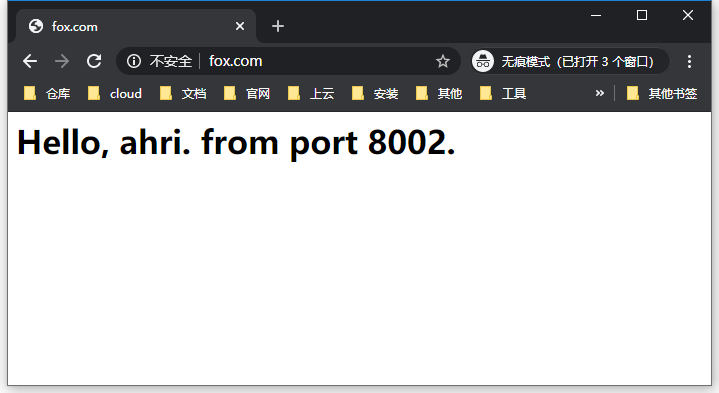 fox.com
不安全 fox.com 无痕模式（已打开 3 个窗口）
仓库 cloud 文档 官网 上云 安装 其他 工具 » 其他书签
Hello, ahri. from port 8002.